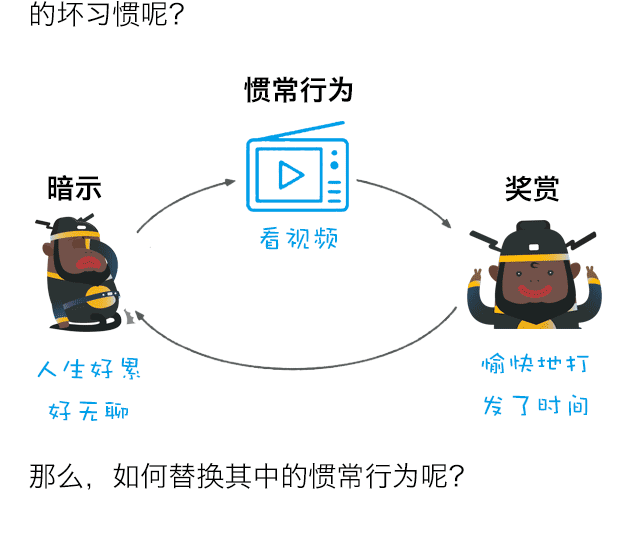 的坏习惯呢？
惯常行为
暗示
奖赏
看视频
人生好累
好无聊
愉快地打
发了时间
那么，如何替换其中的惯常行为呢？